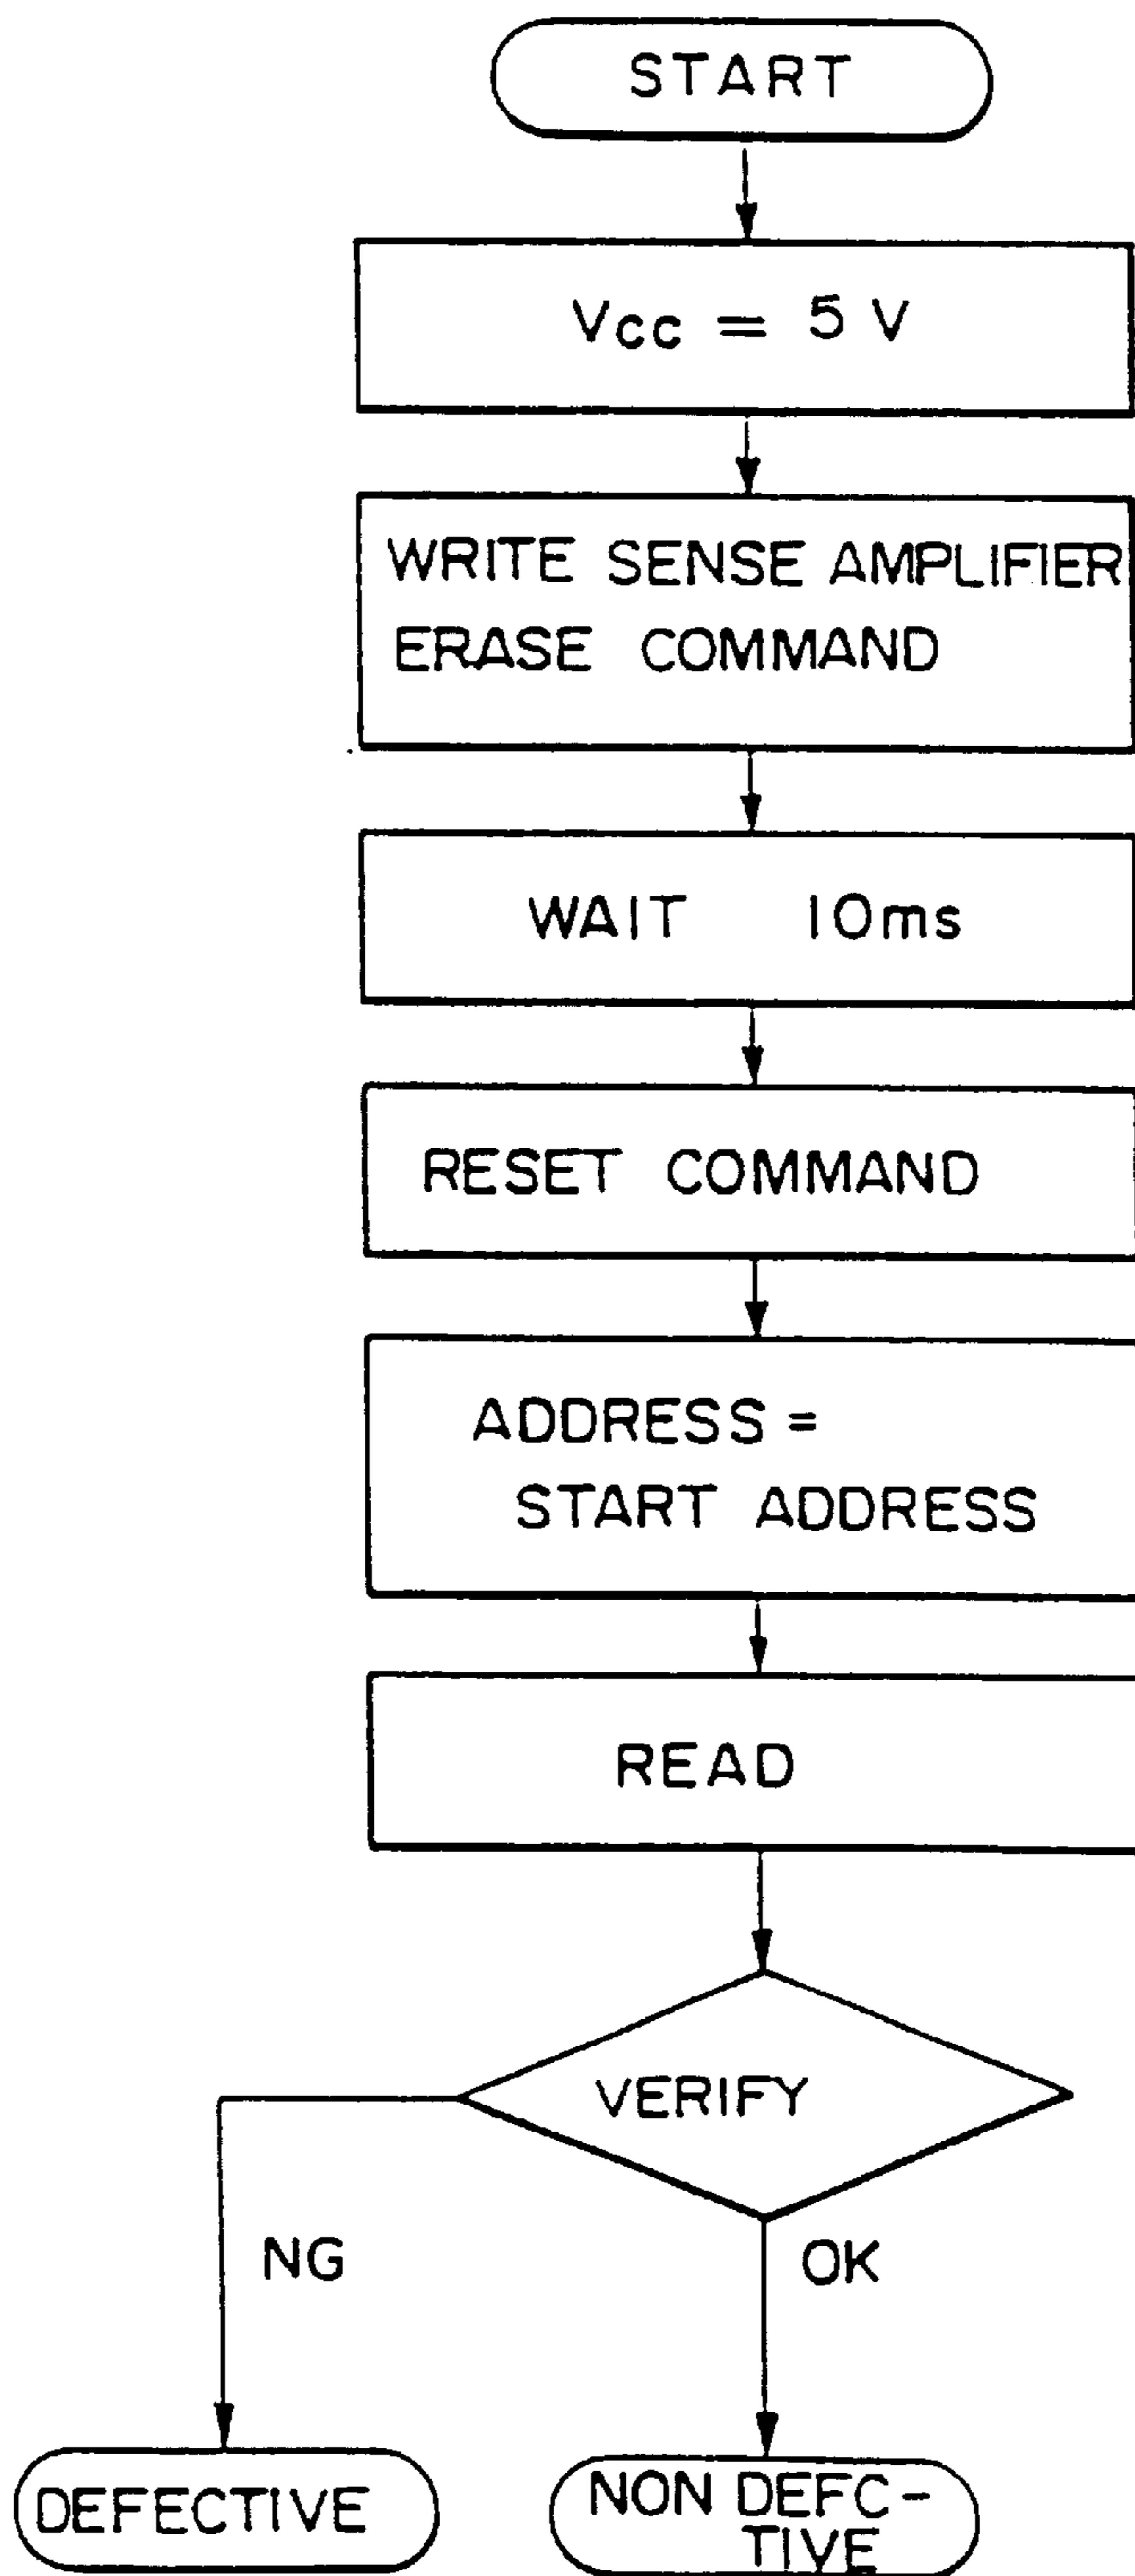 START
Vcc = 5 V
WRITE SENSE AMPLIFIER
ERASE COMMAND
WAIT 10ms
RESET COMMAND
ADDRESS =
START ADDRESS
READ
VERIFY
NG
OK
DEFECTIVE
NON DEFC-
TIVE